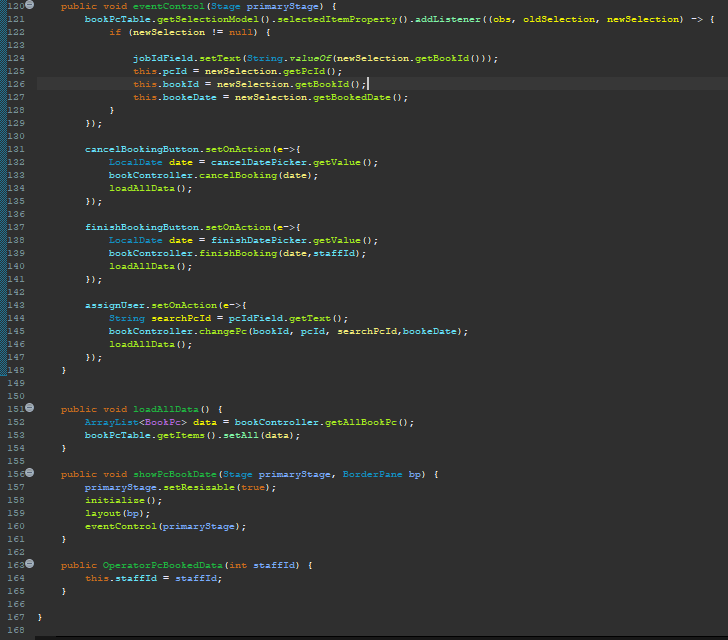 120 public void eventControl(Stage primaryStage) {
121 bookPcTable.getSelectionModel().selectedItemProperty().addListener((obs, oldSelection, newSelection) -> {
122 if (newSelection != null) {
123
124 jobIdField.setText(String.valueOf(newSelection.getBookId()));
125 this.pcId = newSelection.getPcId();
126 this.bookId = newSelection.getBookId();
127 this.bookeDate = newSelection.getBookedDate();
128 }
129 });
130
131 cancelBookingButton.setOnAction(e->{
132 LocalDate date = cancelDatePicker.getValue();
133 bookController.cancelBooking(date);
134 loadAllData();
135 });
136
137 finishBookingButton.setOnAction(e->{
138 LocalDate date = finishDatePicker.getValue();
139 bookController.finishBooking(date,staffId);
140 loadAllData();
141 });
142
143 assignUser.setOnAction(e->{
144 String searchPcId = pcIdField.getText();
145 bookController.changePc(bookId, pcId, searchPcId,bookeDate);
146 loadAllData();
147 });
148 }
149
150
151 public void loadAllData() {
152 ArrayList<BookPc> data = bookController.getAllBookPc();
153 bookPcTable.getItems().setAll(data);
154 }
155
156 public void showPcBookDate(Stage primaryStage, BorderPane bp) {
157 primaryStage.setResizable(true);
158 initialize();
159 layout(bp);
160 eventControl(primaryStage);
161 }
162
163 public OperatorPcBookedData(int staffId) {
164 this.staffId = staffId;
165 }
166
167 }
168